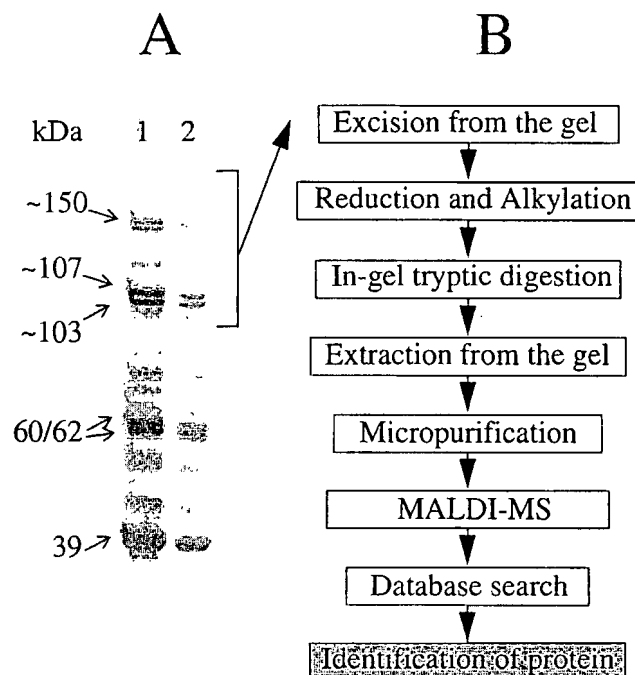 A
B
kDa 1 2
~150
~107
~103
60/62
39
Excision from the gel
Reduction and Alkylation
In-gel tryptic digestion
Extraction from the gel
Micropurification
MALDI-MS
Database search
Identification of protein